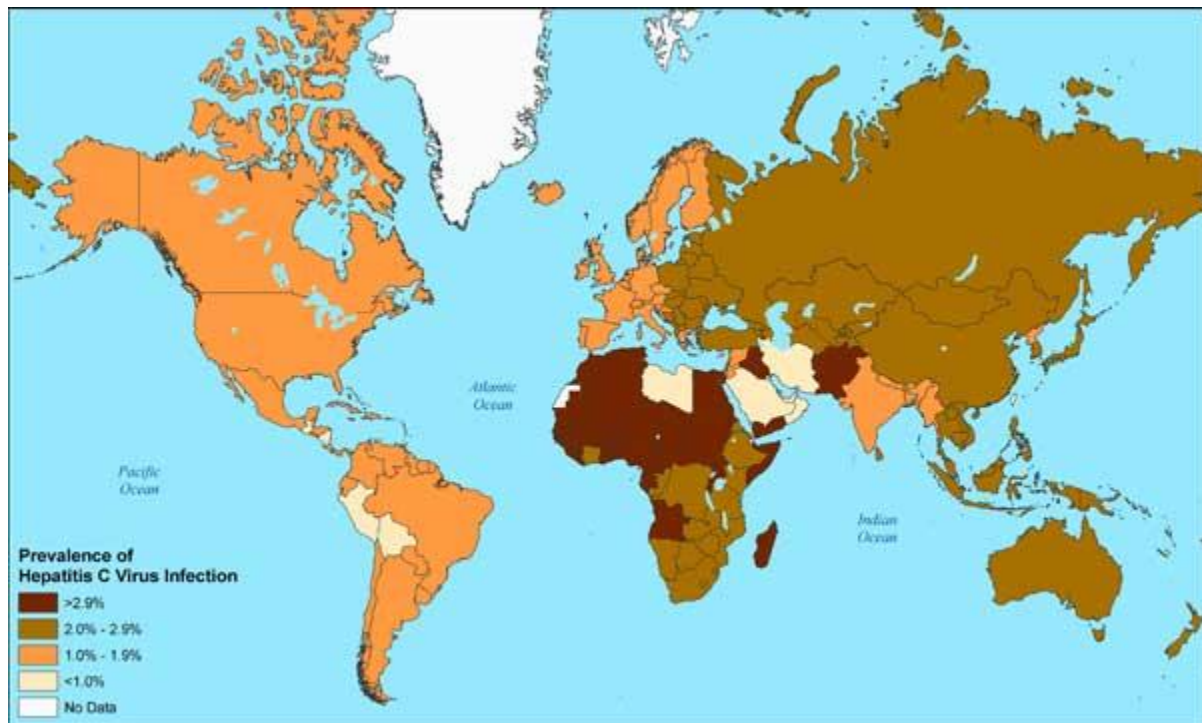 Atlantic
Ocean
Pacific
Ocean
Indian
Ocean
Prevalence of
Hepatitis C Virus Infection
>2.9%
2.0% - 2.9%
1.0% - 1.9%
<1.0%
No Data